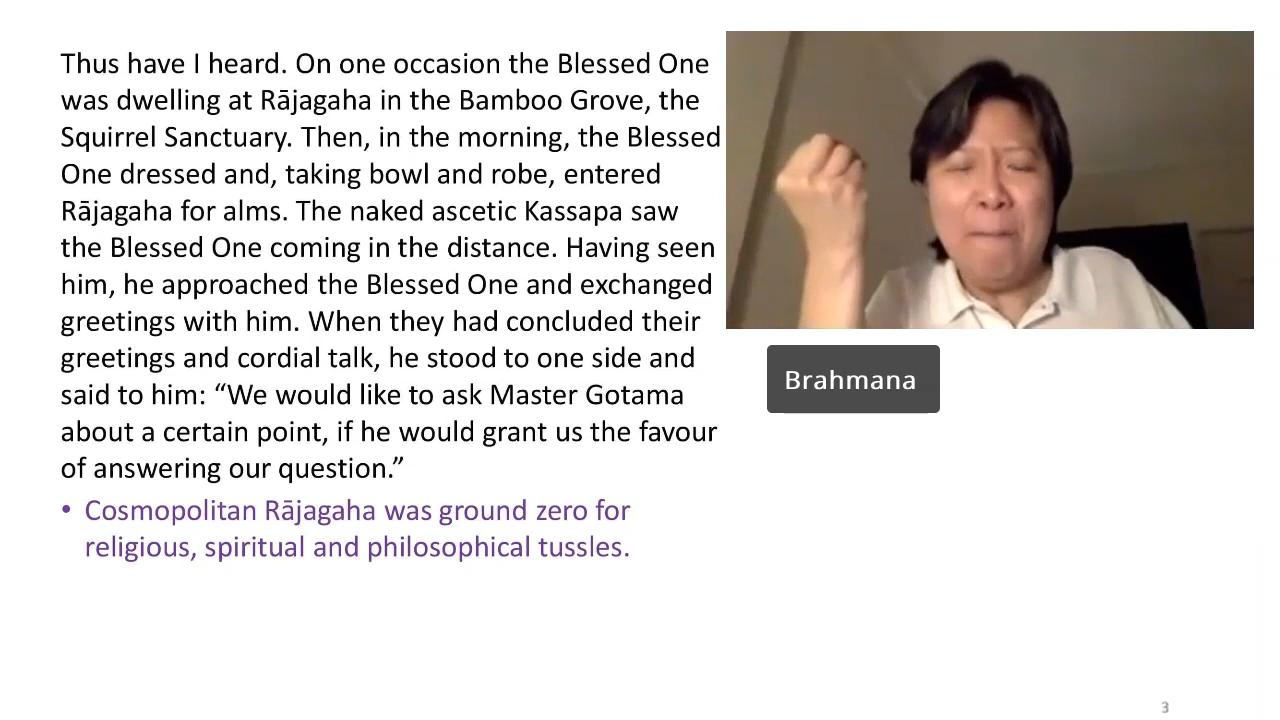 Thus have I heard. On one occasion the Blessed One
was dwelling at Rājagaha in the Bamboo Grove, the
Squirrel Sanctuary. Then, in the morning, the Blessed
One dressed and, taking bowl and robe, entered
Rājagaha for alms. The naked ascetic Kassapa saw
the Blessed One coming in the distance. Having seen
him, he approached the Blessed One and exchanged
greetings with him. When they had concluded their
greetings and cordial talk, he stood to one side and
said to him: “We would like to ask Master Gotama
about a certain point, if he would grant us the favour
of answering our question.”
• Cosmopolitan Rājagaha was ground zero for
religious, spiritual and philosophical tussles.
Brahmana
3